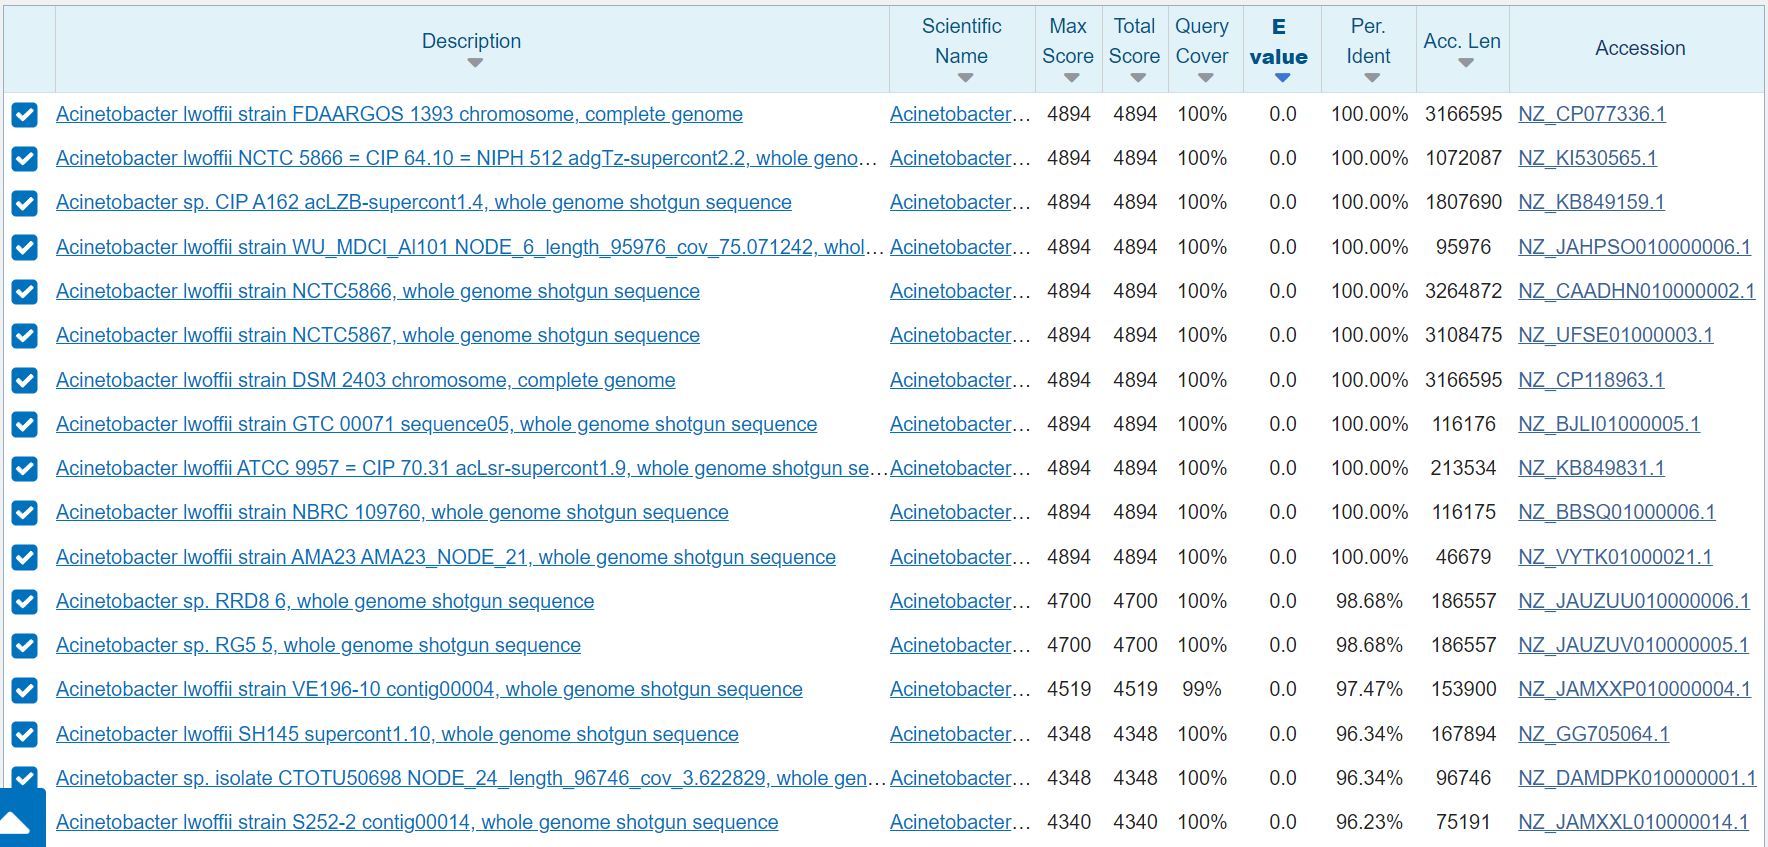 Description Scientific Name Max Score Total Score Query Cover E value Per. Ident Acc. Len Accession
Acinetobacter lwoffii strain FDAARGOS 1393 chromosome, complete genome Acinetobacter... 4894 4894 100% 0.0 100.00% 3166595 NZ_CP077336.1
Acinetobacter lwoffii NCTC 5866 = CIP 64.10 = NIPH 512 adgTz-supercont2.2, whole geno... Acinetobacter... 4894 4894 100% 0.0 100.00% 1072087 NZ_KI530565.1
Acinetobacter sp. CIP A162 acLZB-supercont1.4, whole genome shotgun sequence Acinetobacter... 4894 4894 100% 0.0 100.00% 1807690 NZ_KB849159.1
Acinetobacter lwoffii strain WU_MDCI_Al101 NODE_6_length_95976_cov_75.071242, whol... Acinetobacter... 4894 4894 100% 0.0 100.00% 95976 NZ_JAHPSO010000006.1
Acinetobacter lwoffii strain NCTC5866, whole genome shotgun sequence Acinetobacter... 4894 4894 100% 0.0 100.00% 3264872 NZ_CAADHN010000002.1
Acinetobacter lwoffii strain NCTC5867, whole genome shotgun sequence Acinetobacter... 4894 4894 100% 0.0 100.00% 3108475 NZ_UFSE01000003.1
Acinetobacter lwoffii strain DSM 2403 chromosome, complete genome Acinetobacter... 4894 4894 100% 0.0 100.00% 3166595 NZ_CP118963.1
Acinetobacter lwoffii strain GTC 00071 sequence05, whole genome shotgun sequence Acinetobacter... 4894 4894 100% 0.0 100.00% 116176 NZ_BJLI01000005.1
Acinetobacter lwoffii ATCC 9957 = CIP 70.31 acLsr-supercont1.9, whole genome shotgun se... Acinetobacter... 4894 4894 100% 0.0 100.00% 213534 NZ_KB849831.1
Acinetobacter lwoffii strain NBRC 109760, whole genome shotgun sequence Acinetobacter... 4894 4894 100% 0.0 100.00% 116175 NZ_BBSQ01000006.1
Acinetobacter lwoffii strain AMA23 AMA23_NODE_21, whole genome shotgun sequence Acinetobacter... 4894 4894 100% 0.0 100.00% 46679 NZ_VYTK01000021.1
Acinetobacter sp. RRD8 6, whole genome shotgun sequence Acinetobacter... 4700 4700 100% 0.0 98.68% 186557 NZ_JAUZUU010000006.1
Acinetobacter sp. RG5 5, whole genome shotgun sequence Acinetobacter... 4700 4700 100% 0.0 98.68% 186557 NZ_JAUZUV010000005.1
Acinetobacter lwoffii strain VE196-10 contig00004, whole genome shotgun sequence Acinetobacter... 4519 4519 99% 0.0 97.47% 153900 NZ_JAMXXP010000004.1
Acinetobacter lwoffii SH145 supercont1.10, whole genome shotgun sequence Acinetobacter... 4348 4348 100% 0.0 96.34% 167894 NZ_GG705064.1
Acinetobacter sp. isolate CTOTU50698 NODE_24_length_96746_cov_3.622829, whole gen... Acinetobacter... 4348 4348 100% 0.0 96.34% 96746 NZ_DAMDPK010000001.1
Acinetobacter lwoffii strain S252-2 contig00014, whole genome shotgun sequence Acinetobacter... 4340 4340 100% 0.0 96.23% 75191 NZ_JAMXXL010000014.1